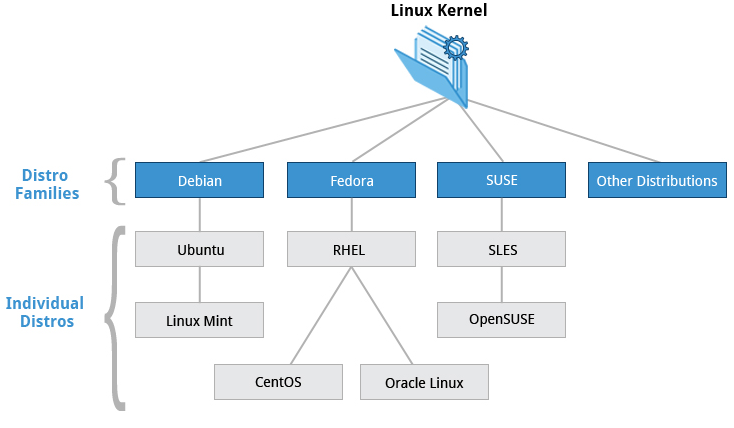 Linux Kernel
Distro
Families
Debian
Fedora
SUSE
Other Distributions
Individual
Distros
Ubuntu
RHEL
SLES
Linux Mint
OpenSUSE
CentOS
Oracle Linux